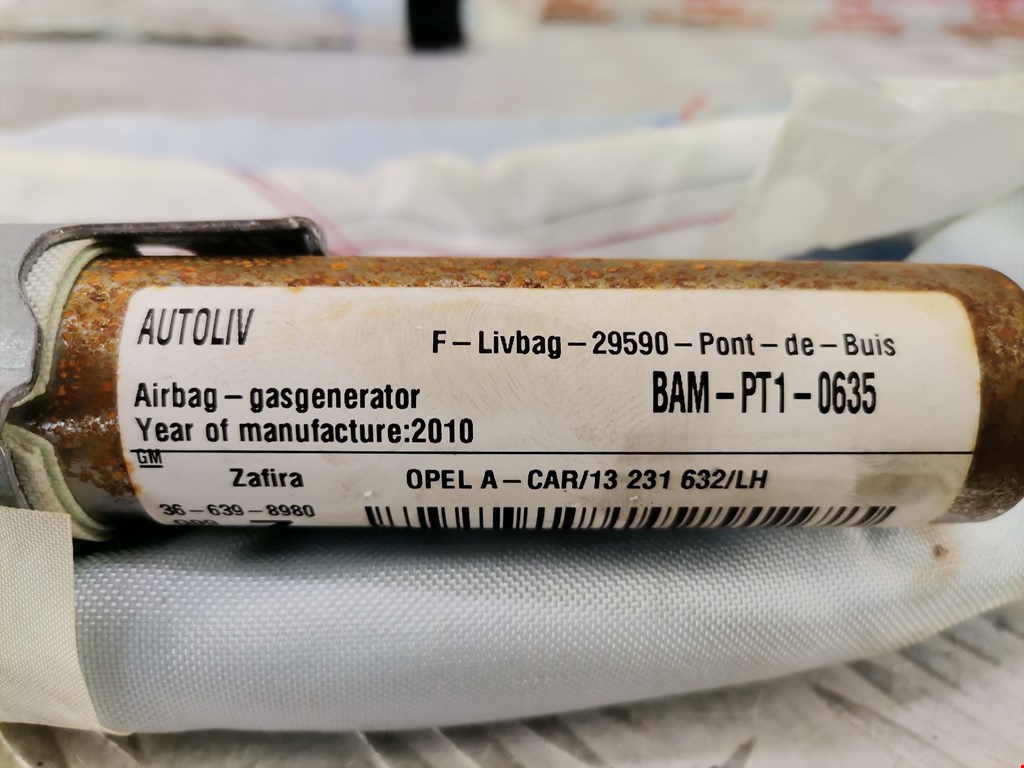 AUTOLIV
F-Livbag-29590-Pont-de-Buis
Airbag-gasgenerator
BAM-PT1-0635
Year of manufacture:2010
GM
Zafira
OPEL A-CAR/13 231 632/LH
36-639-8980